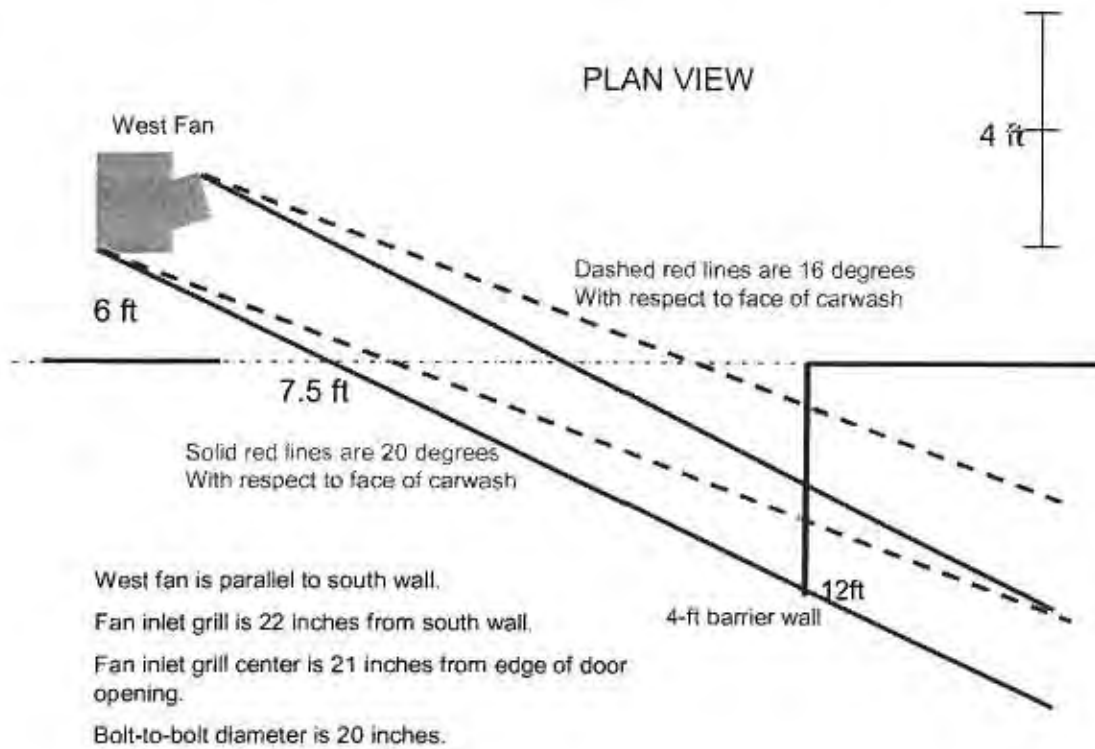 PLAN VIEW
West Fan
4 ft
Dashed red lines are 16 degrees
With respect to face of carwash
6 ft
7.5 ft
Solid red lines are 20 degrees
With respect to face of carwash
12ft
4-ft barrier wall
West fan is parallel to south wall.
Fan inlet grill is 22 inches from south wall.
Fan inlet grill center is 21 inches from edge of door
opening.
Bolt-to-bolt diameter is 20 inches.